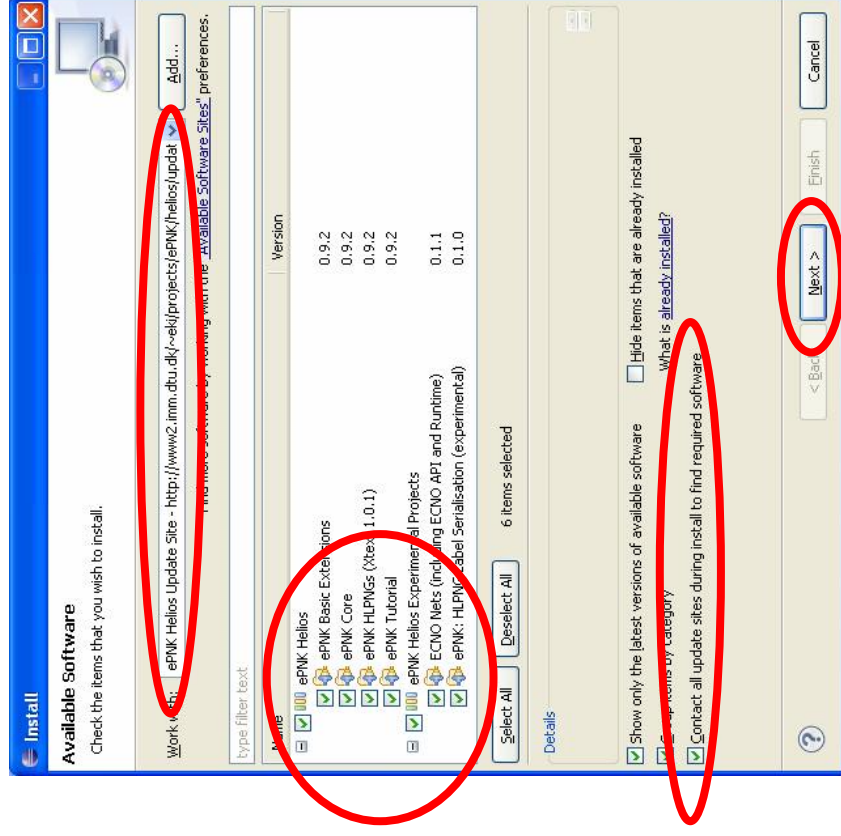 Install
Available Software
Check the items that you wish to install.
Work with: ePNK Helios Update Site - http://www2.imm.dtu.dk/~eki/projects/ePNK/helios/updat Add...
Find more software by working with the "Available Software Sites" preferences.
type filter text
Name Version
ePNK Helios
ePNK Basic Extensions 0.9.2
ePNK Core 0.9.2
ePNK HLPNGs (Xtext 1.0.1) 0.9.2
ePNK Tutorial 0.9.2
ePNK Helios Experimental Projects
ECNO Nets (including ECNO API and Runtime) 0.1.1
ePNK: HLPNG Label Serialisation (experimental) 0.1.0
Select All Deselect All 6 items selected
Details
Show only the latest versions of available software Hide items that are already installed
Group items by category What is already installed?
Contact all update sites during install to find required software
? < Back Next > Finish Cancel